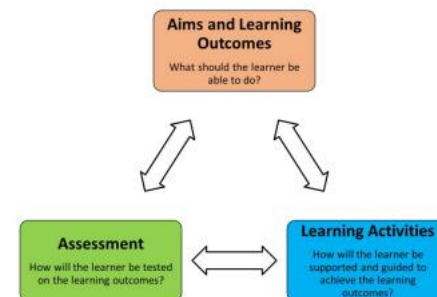 Aims and Learning
Outcomes
What should the learner be
able to do?
Assessment
How will the learner be tested
on the learning outcomes?
Learning Activities
How will the learner be
supported and guided to
achieve the learning
outcomes?